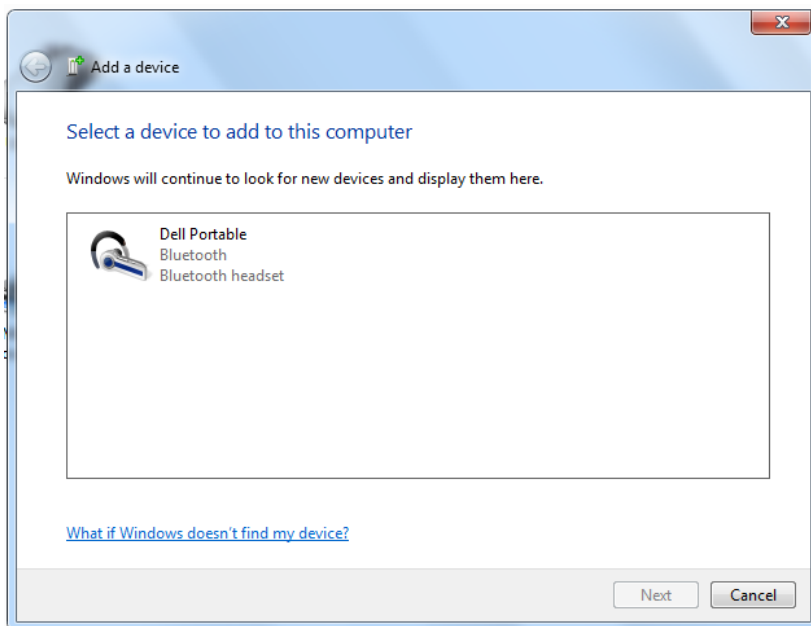 Add a device
Select a device to add to this computer
Windows will continue to look for new devices and display them here.
Dell Portable
Bluetooth
Bluetooth headset
What if Windows doesn't find my device?
Next
Cancel